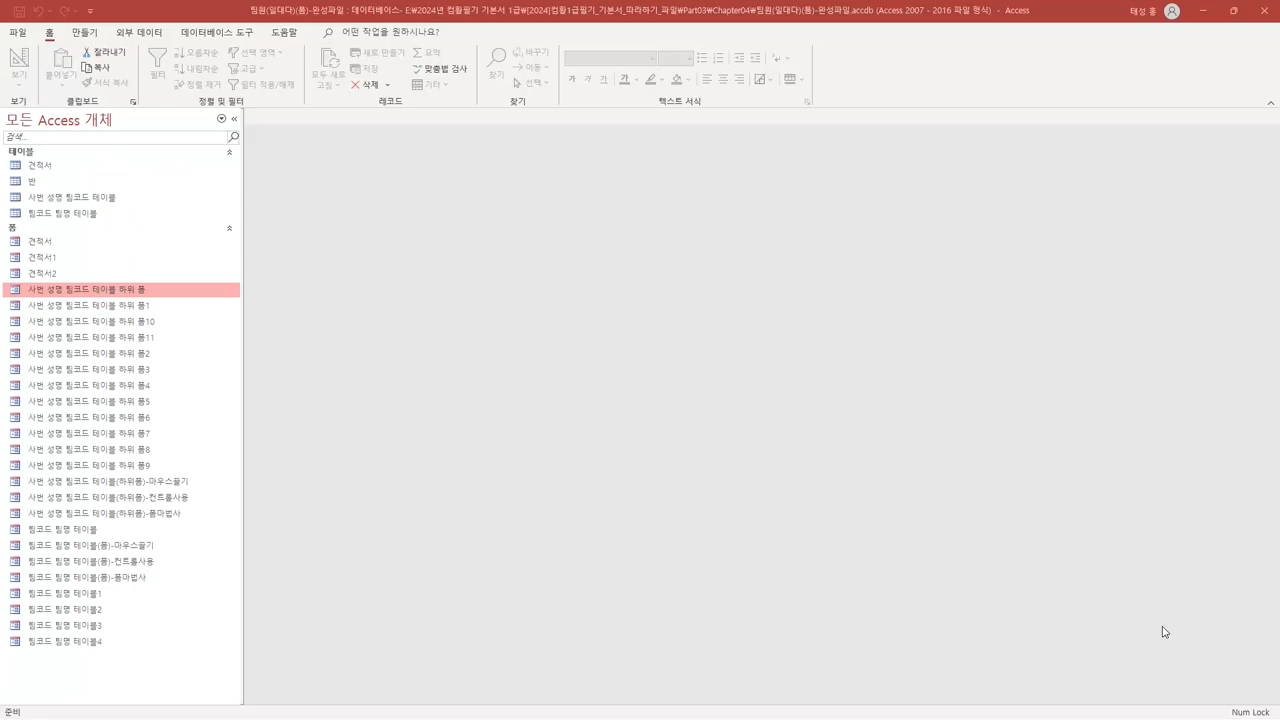 팀원(일대다)(폼)-완성파일 : 데이터베이스- E:₩2024년 컴활필기 기본서 1급₩[2024]컴활1급필기_기본서_따라하기_파일₩Part03₩Chapter04₩팀원(일대다)(폼)-완성파일.accdb (Access 2007 - 2016 파일 형식) - Access
태성 홍
파일 홈 만들기 외부 데이터 데이터베이스 도구 도움말 어떤 작업을 원하시나요?
보기
붙여넣기
잘라내기
복사
서식 복사
필터
오름차순
내림차순
정렬 제거
선택 영역
고급
필터 적용/해제
모두 새로 고침
새로 만들기
저장
삭제
요약
맞춤법 검사
기타
찾기
바꾸기
이동
선택
가 가 가
보기 클립보드 정렬 및 필터 레코드 찾기 텍스트 서식
모든 Access 개체
검색...
테이블
견적서
반
사번 성명 팀코드 테이블
팀코드 팀명 테이블
폼
견적서
견적서1
견적서2
사번 성명 팀코드 테이블 하위 폼
사번 성명 팀코드 테이블 하위 폼1
사번 성명 팀코드 테이블 하위 폼10
사번 성명 팀코드 테이블 하위 폼11
사번 성명 팀코드 테이블 하위 폼2
사번 성명 팀코드 테이블 하위 폼3
사번 성명 팀코드 테이블 하위 폼4
사번 성명 팀코드 테이블 하위 폼5
사번 성명 팀코드 테이블 하위 폼6
사번 성명 팀코드 테이블 하위 폼7
사번 성명 팀코드 테이블 하위 폼8
사번 성명 팀코드 테이블 하위 폼9
사번 성명 팀코드 테이블(하위폼)-마우스끌기
사번 성명 팀코드 테이블(하위폼)-컨트롤사용
사번 성명 팀코드 테이블(하위폼)-폼마법사
팀코드 팀명 테이블
팀코드 팀명 테이블(폼)-마우스끌기
팀코드 팀명 테이블(폼)-컨트롤사용
팀코드 팀명 테이블(폼)-폼마법사
팀코드 팀명 테이블1
팀코드 팀명 테이블2
팀코드 팀명 테이블3
팀코드 팀명 테이블4
준비
Num Lock